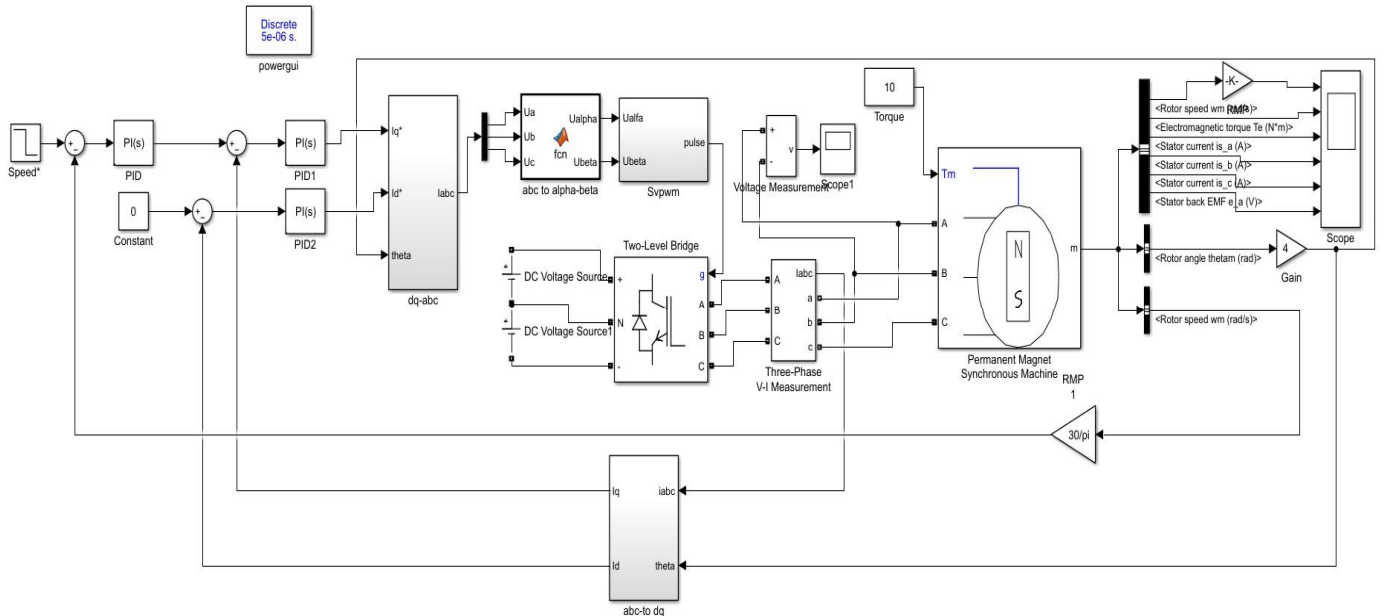 Discrete
5e-06 s.
powergui
Speed*
+
−
PI(s)
PID
+
−
PI(s)
PID1
0
Constant
+
−
PI(s)
PID2
Iq*
Id*
theta
Iabc
dq-abc
Ua
Ub
Uc
fcn
Ualpha
Ubeta
abc to alpha-beta
Ualfa
Ubeta
pulse
Svpwm
+
-
v
Voltage Measurement
Scope1
10
Torque
Tm
A
B
C
N
S
m
Permanent Magnet
Synchronous Machine
-K-
<Rotor speed wm (rad/s)>
<Electromagnetic torque Te (N*m)>
<Stator current is_a (A)>
<Stator current is_b (A)>
<Stator current is_c (A)>
<Stator back EMF e_a (V)>
Scope
<Rotor angle thetam (rad)>
4
Gain
<Rotor speed wm (rad/s)>
RMP
1
30/pi
+
DC Voltage Source
+
DC Voltage Source1
Two-Level Bridge
+
N
-
g
A
B
C
A
B
C
Iabc
a
b
c
Three-Phase
V-I Measurement
Iq
Id
iabc
theta
abc-to dq